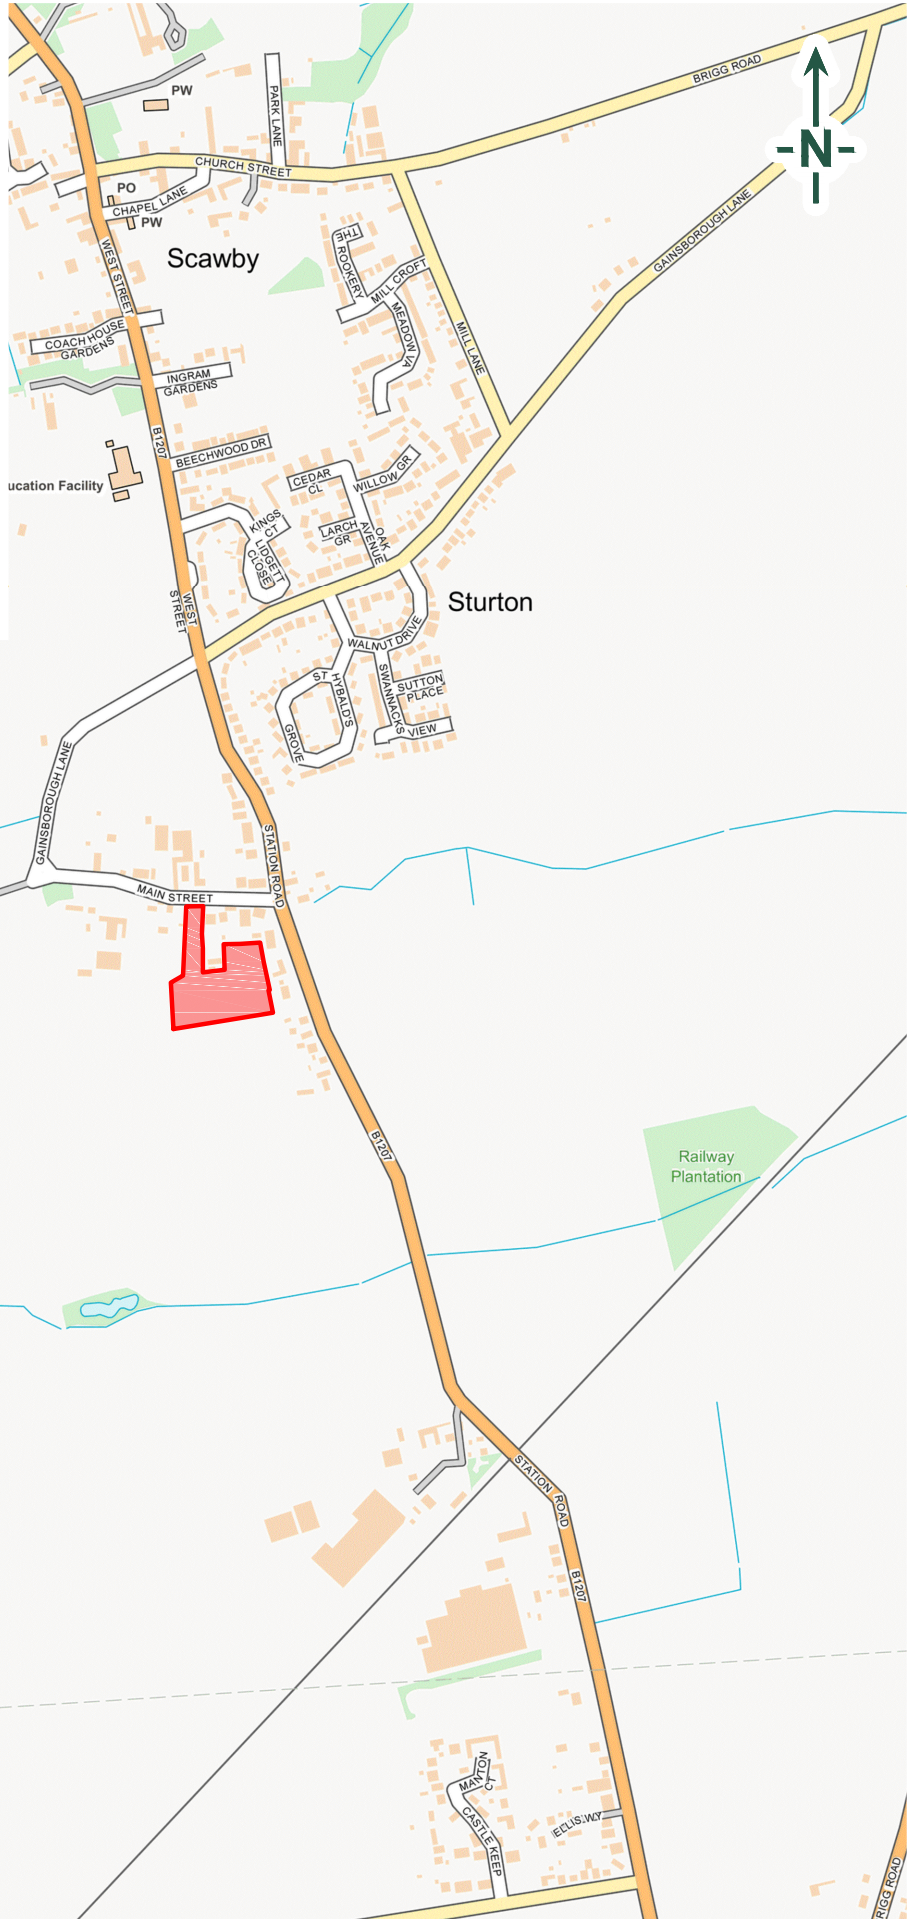 PW
BRIGG ROAD
PARK LANE
N
CHURCH STREET
PO
CHAPEL LANE
PW
GAINSBOROUGH LANE
WEST STREET
Scawby
THE
ROOKERY
MILL CROFT
MEADOW VA
MILL LANE
COACH HOUSE
GARDENS
INGRAM
GARDENS
B1207
BEECHWOOD DR
ucation Facility
CEDAR
CL
WILLOW GR
KINGS
CT
LARCH
GR
OAK
AVENUE
LIDGETT
CLOSE
WEST
STREET
Sturton
WALNUT DRIVE
ST
HYBALD'S
GROVE
SWANNACKS
VIEW
SUTTON
PLACE
GAINSBOROUGH LANE
STATION ROAD
MAIN STREET
B1207
Railway
Plantation
STATION ROAD
B1207
MANTON
CT
CASTLE KEEP
ELLIS WY
RIGG ROAD